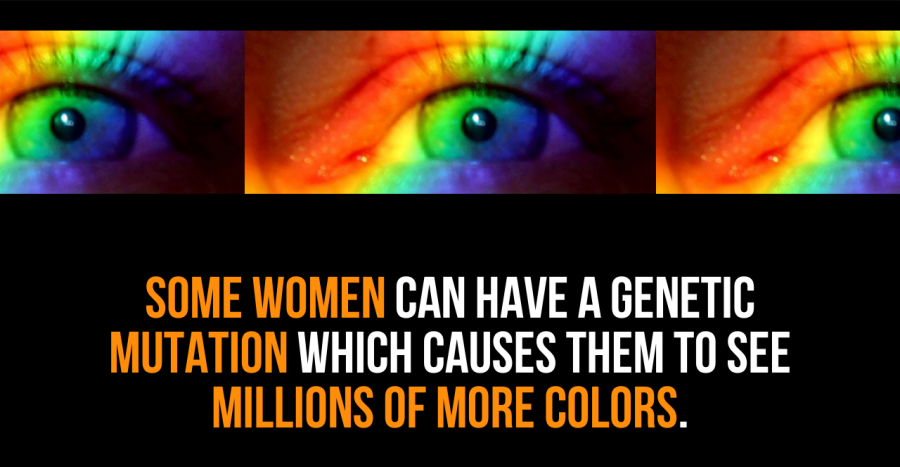 SOME WOMEN CAN HAVE A GENETIC
MUTATION WHICH CAUSES THEM TO SEE
MILLIONS OF MORE COLORS.